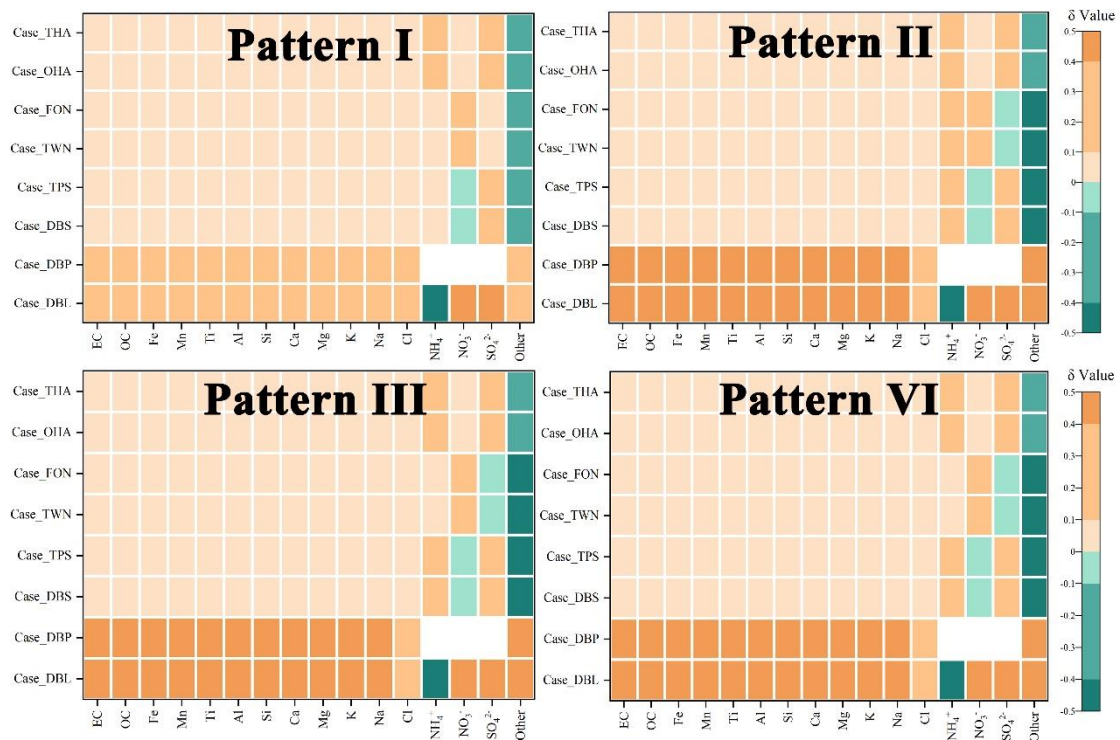 Pattern I
Case_THA
Case_OHA
Case_FON
Case_TWN
Case_TPS
Case_DBS
Case_DBP
Case_DBL
EC OC Fe Mn Ti Al Si Ca Mg K Na Cl NH₄⁺ NO₃⁻ SO₄²⁻ Other
Pattern II
Case_THA
Case_OHA
Case_FON
Case_TWN
Case_TPS
Case_DBS
Case_DBP
Case_DBL
EC OC Fe Mn Ti Al Si Ca Mg K Na Cl NH₄⁺ NO₃⁻ SO₄²⁻ Other
δ Value
0.5
0.4
0.3
0.2
0.1
0
-0.1
-0.2
-0.3
-0.4
-0.5
Pattern III
Case_THA
Case_OHA
Case_FON
Case_TWN
Case_TPS
Case_DBS
Case_DBP
Case_DBL
EC OC Fe Mn Ti Al Si Ca Mg K Na Cl NH₄⁺ NO₃⁻ SO₄²⁻ Other
Pattern VI
Case_THA
Case_OHA
Case_FON
Case_TWN
Case_TPS
Case_DBS
Case_DBP
Case_DBL
EC OC Fe Mn Ti Al Si Ca Mg K Na Cl NH₄⁺ NO₃⁻ SO₄²⁻ Other
δ Value
0.5
0.4
0.3
0.2
0.1
0
-0.1
-0.2
-0.3
-0.4
-0.5